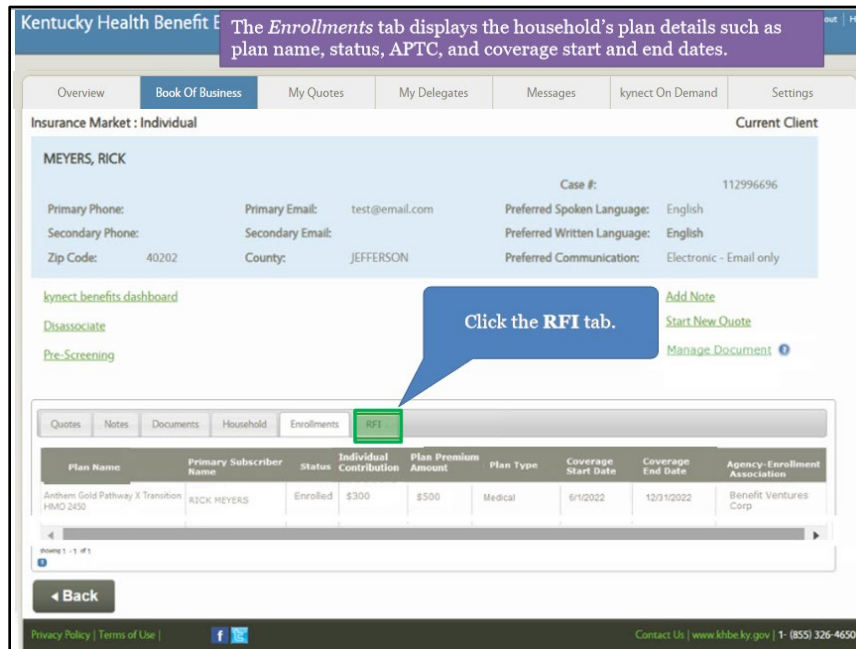 Kentucky Health Benefit E
The Enrollments tab displays the household's plan details such as
plan name, status, APTC, and coverage start and end dates.
out | H
Overview Book Of Business My Quotes My Delegates Messages kynect On Demand Settings
Insurance Market : Individual Current Client
MEYERS, RICK
Case #: 112996696
Primary Phone: Primary Email: test@email.com Preferred Spoken Language: English
Secondary Phone: Secondary Email: Preferred Written Language: English
Zip Code: 40202 County: JEFFERSON Preferred Communication: Electronic - Email only
kynect benefits dashboard Add Note
Disassociate Start New Quote
Pre-Screening Manage Document ?
Click the RFI tab.
Quotes Notes Documents Household Enrollments RFI
Plan Name Primary Subscriber Name Status Individual Contribution Plan Premium Amount Plan Type Coverage Start Date Coverage End Date Agency-Enrollment Association
Anthem Gold Pathway X Transition HMO 2450 RICK MEYERS Enrolled $300 $500 Medical 6/1/2022 12/31/2022 Benefit Ventures Corp
showing 1 - 1 of 1
1
Back
Privacy Policy | Terms of Use | Contact Us | www.khbe.ky.gov | 1- (855) 326-4650